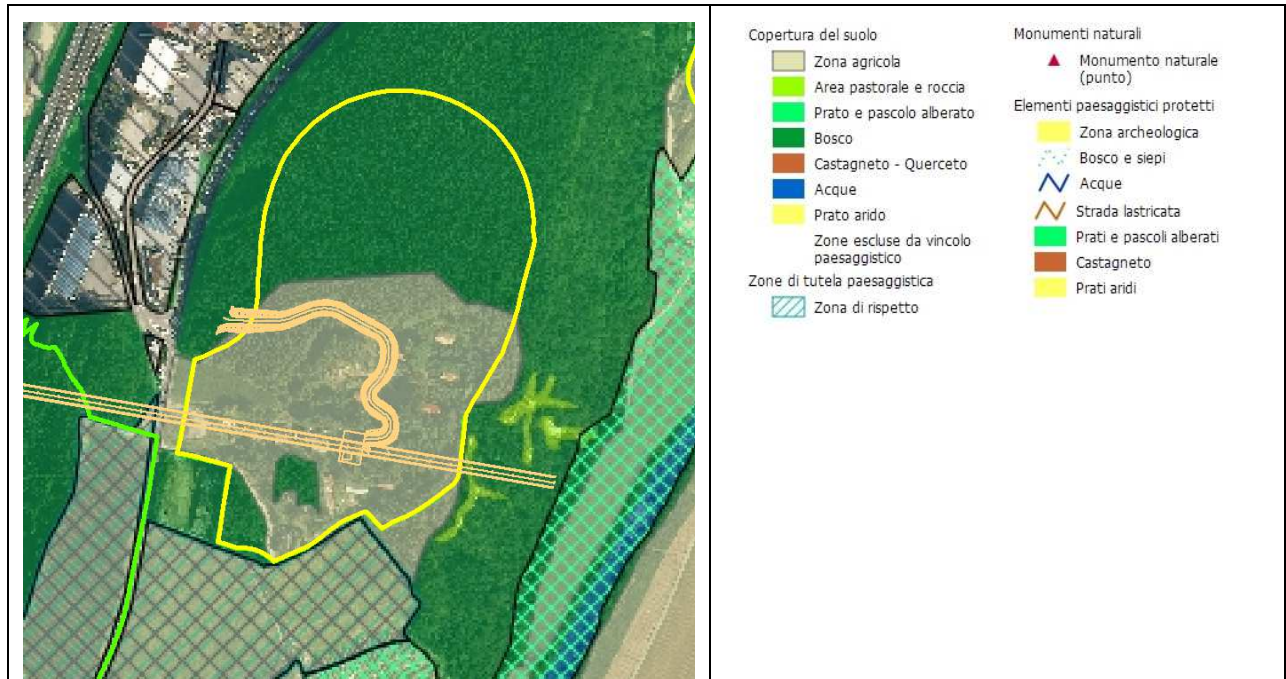 Copertura del suolo
Zona agricola
Area pastorale e roccia
Prato e pascolo alberato
Bosco
Castagneto - Querceto
Acque
Prato arido
Zone escluse da vincolo
paesaggistico
Zone di tutela paesaggistica
Zona di rispetto
Monumenti naturali
Monumento naturale
(punto)
Elementi paesaggistici protetti
Zona archeologica
Bosco e siepi
Acque
Strada lastricata
Prati e pascoli alberati
Castagneto
Prati aridi